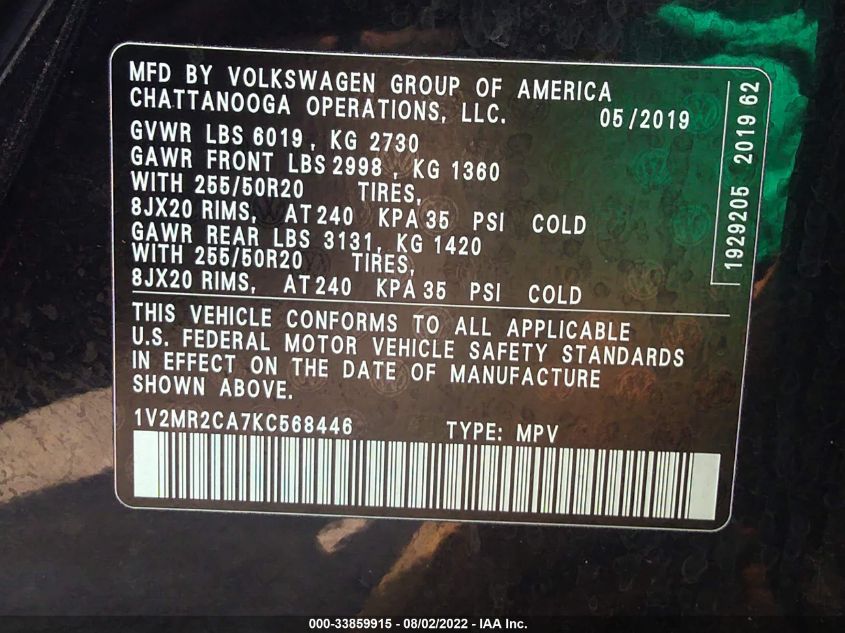 MFD BY VOLKSWAGEN GROUP OF AMERICA
CHATTANOOGA OPERATIONS, LLC. 05/2019
GVWR LBS 6019, KG 2730
GAWR FRONT LBS 2998, KG 1360
WITH 255/50R20 TIRES,
8JX20 RIMS, AT 240 KPA 35 PSI COLD
GAWR REAR LBS 3131, KG 1420
WITH 255/50R20 TIRES,
8JX20 RIMS, AT 240 KPA 35 PSI COLD
THIS VEHICLE CONFORMS TO ALL APPLICABLE
U.S. FEDERAL MOTOR VEHICLE SAFETY STANDARDS
IN EFFECT ON THE DATE OF MANUFACTURE
SHOWN ABOVE.
1V2MR2CA7KC568446 TYPE: MPV
1929205 2019 62
000-33859915 - 08/02/2022 - IAA Inc.